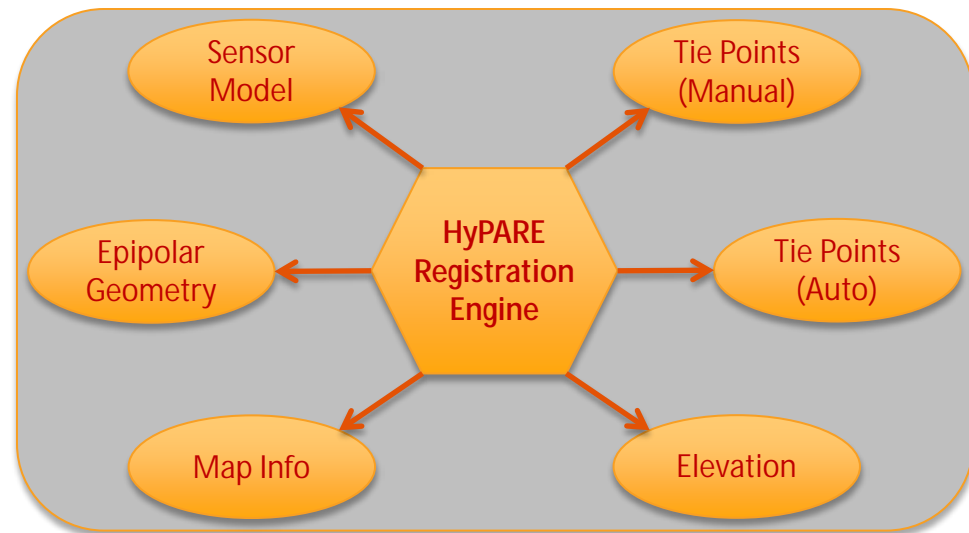 Sensor
Model
Tie Points
(Manual)
Epipolar
Geometry
HyPARE
Registration
Engine
Tie Points
(Auto)
Map Info
Elevation